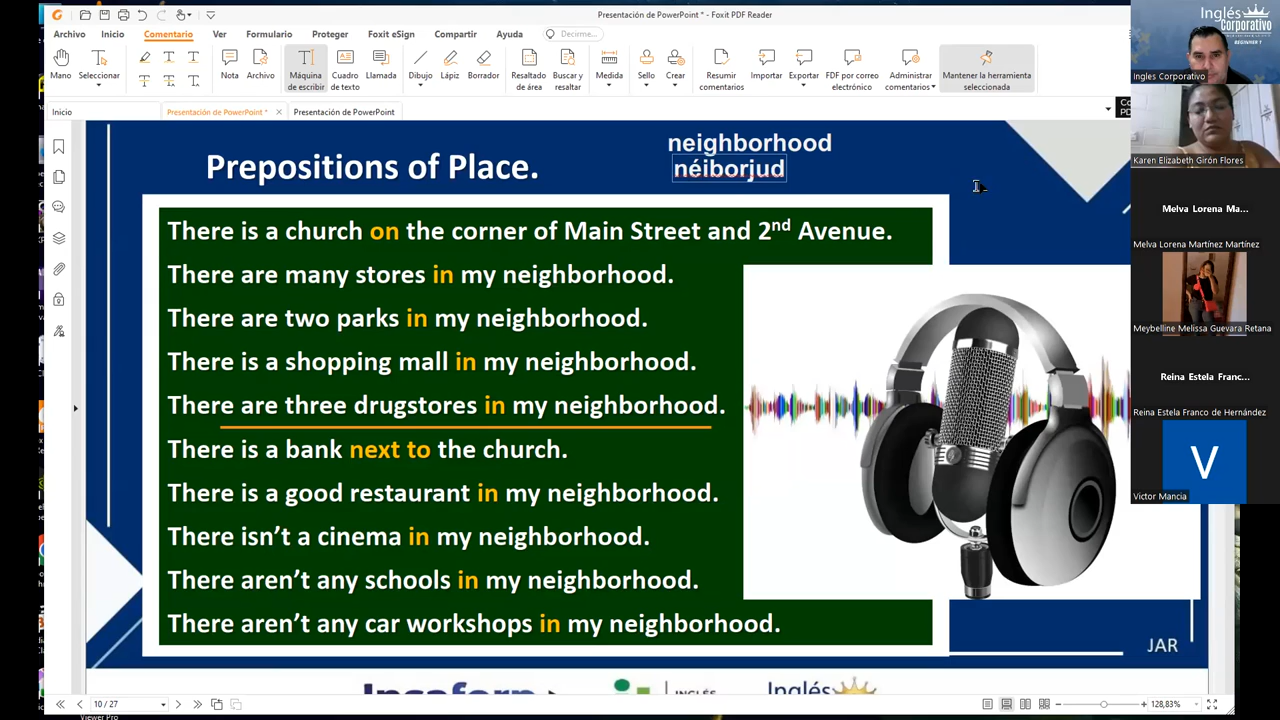 Presentación de PowerPoint * - Foxit PDF Reader
Archivo Inicio Comentario Ver Formulario Proteger Foxit eSign Compartir Ayuda Decirme...
Mano Seleccionar Nota Archivo Máquina de escribir Cuadro de texto Llamada Dibujo Lápiz Borrador Resaltado de área Buscar y resaltar Medida Sello Crear Resumir comentarios Importar Exportar FDF por correo electrónico Administrar comentarios Mantener la herramienta seleccionada
Inicio Presentación de PowerPoint * Presentación de PowerPoint
neighborhood
néiborjud
Prepositions of Place.
There is a church on the corner of Main Street and 2nd Avenue.
There are many stores in my neighborhood.
There are two parks in my neighborhood.
There is a shopping mall in my neighborhood.
There are three drugstores in my neighborhood.
There is a bank next to the church.
There is a good restaurant in my neighborhood.
There isn't a cinema in my neighborhood.
There aren't any schools in my neighborhood.
There aren't any car workshops in my neighborhood.
JAR
10 / 27
128,83%
Viewer Pro
Inglés
Corporativo
BEGINNER 1
Ingles Corporativo
Karen Elizabeth Girón Flores
Melva Lorena Ma...
Melva Lorena Martínez Martínez
Meybelline Melissa Guevara Retana
Reina Estela Franc...
Reina Estela Franco de Hernández
V
Victor Mancia